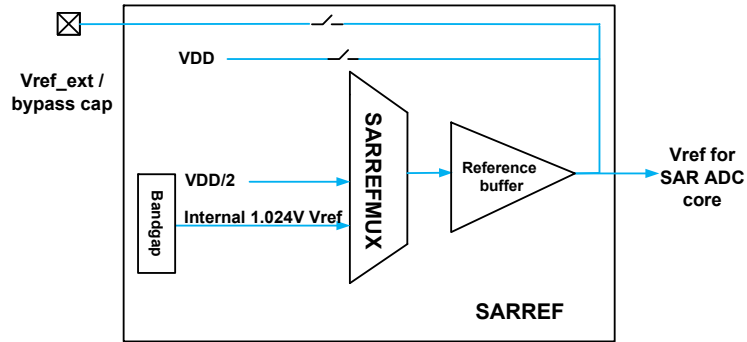 VDD
Vref_ext /
bypass cap
SARREFMUX
Reference
buffer
Vref for
SAR ADC
core
VDD/2
Internal 1.024V Vref
Bandgap
SARREF